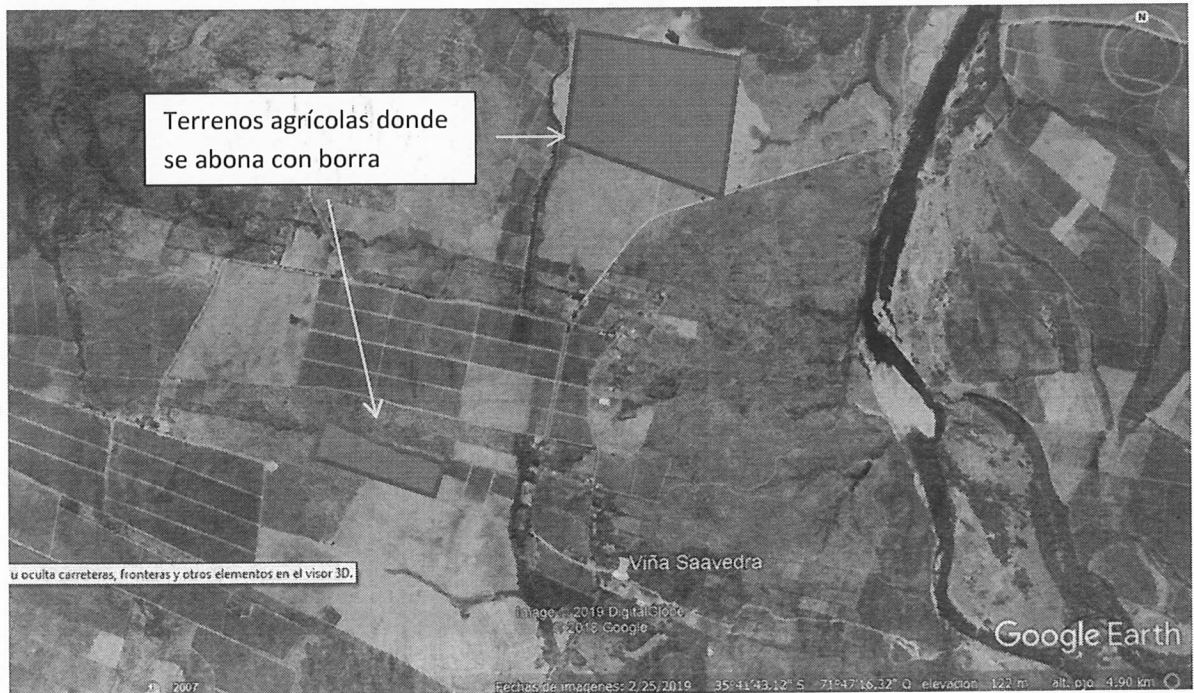 N
Terrenos agrícolas donde
se abona con borra
Viña Saavedra
u oculta carreteras, fronteras y otros elementos en el visor 3D.
Image © 2019 DigitalGlobe
© 2018 Google
Google Earth
2007
Fechas de imágenes: 2/25/2019 35°41'43.12" S 71°47'16.32" O elevación 122 m alt. ojo 4.90 km